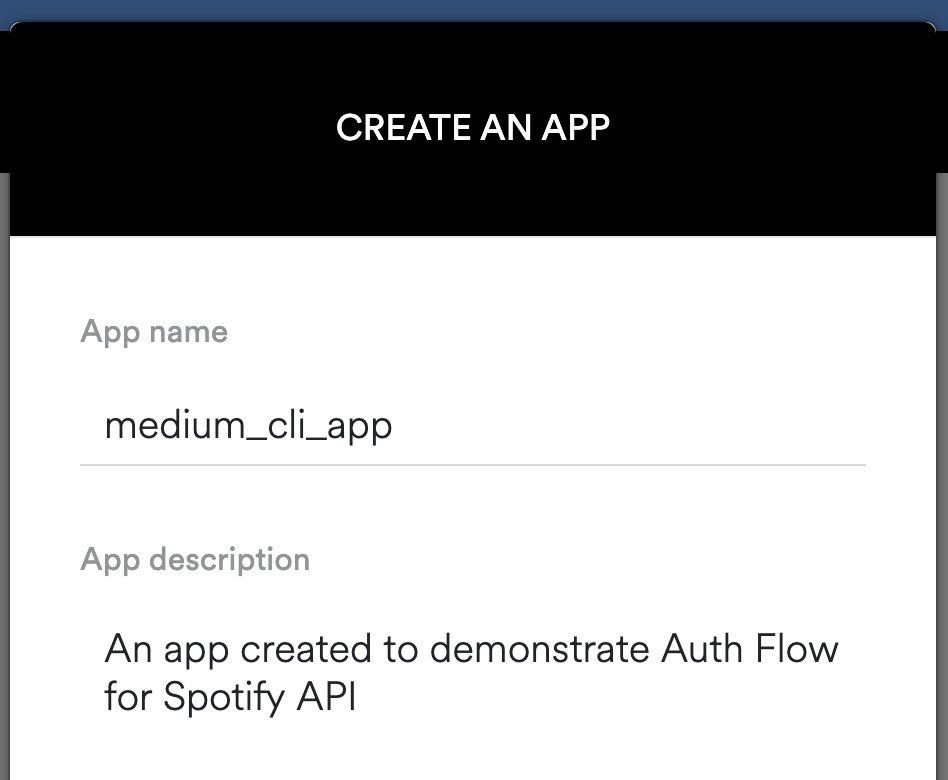 CREATE AN APP
App name
medium_cli_app
App description
An app created to demonstrate Auth Flow
for Spotify API